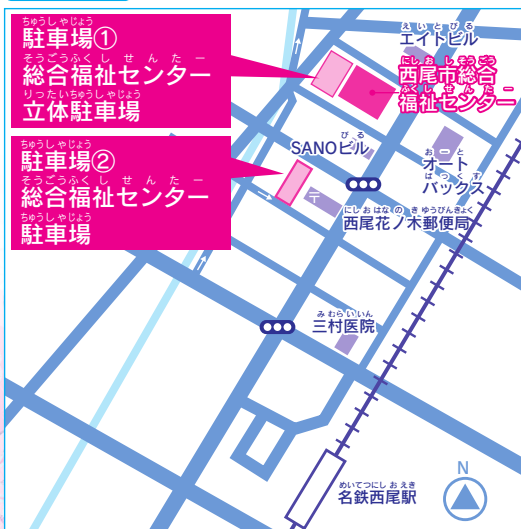 ちゅうしゃじょう
駐車場①
そうごうふくしせんたー
総合福祉センター
りったいちゅうしゃじょう
立体駐車場
ちゅうしゃじょう
駐車場②
そうごうふくしせんたー
総合福祉センター
ちゅうしゃじょう
駐車場
えいとびる
エイトビル
にしおしそうごう
西尾市総合
ふくしせんたー
福祉センター
びる
SANOビル
おーと
オート
ばっくす
バックス
〒
にしおはなのきゆうびんきょく
西尾花ノ木郵便局
みむらいいん
三村医院
めいてつにしおえき
名鉄西尾駅
N